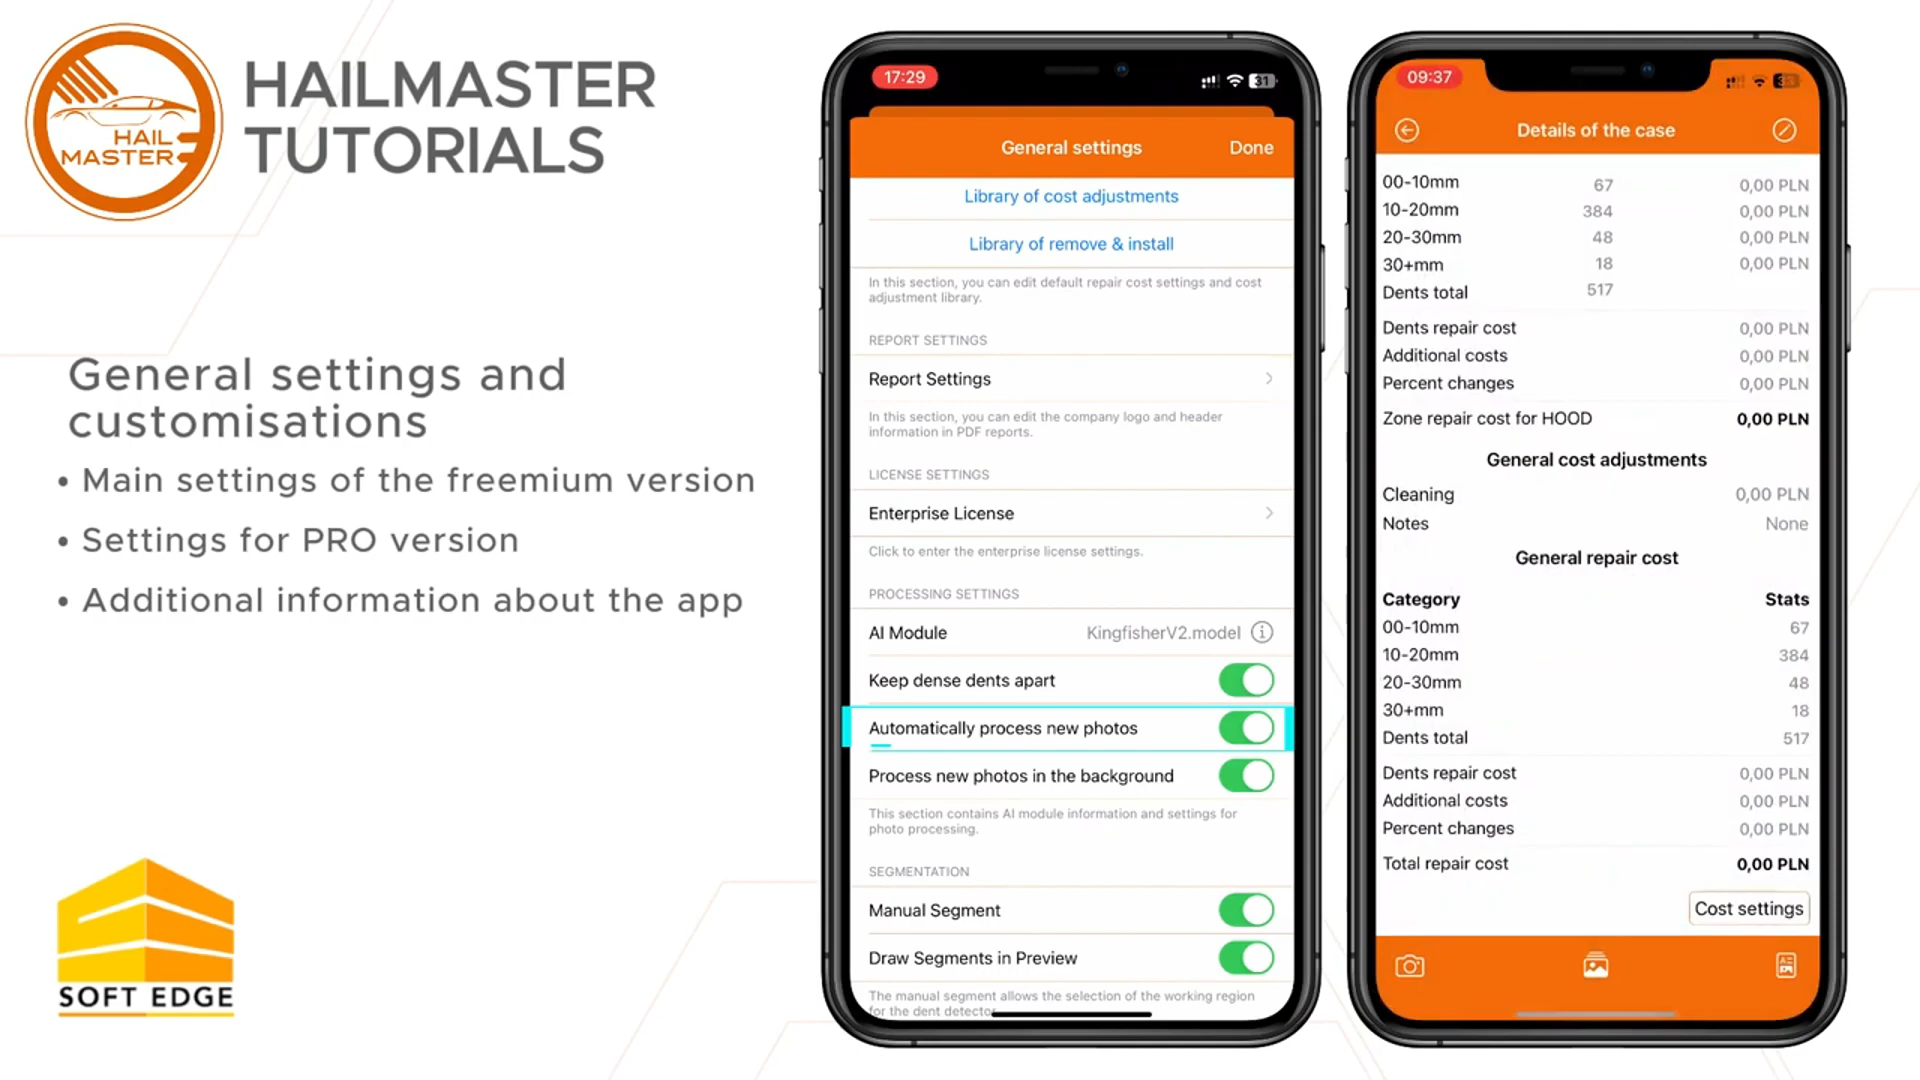 HAIL
MASTER
HAILMASTER
TUTORIALS
General settings and
customisations
• Main settings of the freemium version
• Settings for PRO version
• Additional information about the app
SOFT EDGE
17:29
31
General settings
Done
Library of cost adjustments
Library of remove & install
In this section, you can edit default repair cost settings and cost
adjustment library.
REPORT SETTINGS
Report Settings
In this section, you can edit the company logo and header
information in PDF reports.
LICENSE SETTINGS
Enterprise License
Click to enter the enterprise license settings.
PROCESSING SETTINGS
AI Module KingfisherV2.model
Keep dense dents apart
Automatically process new photos
Process new photos in the background
This section contains AI module information and settings for
photo processing.
SEGMENTATION
Manual Segment
Draw Segments in Preview
The manual segment allows the selection of the working region
for the dent detector
09:37
Details of the case
00-10mm 67 0,00 PLN
10-20mm 384 0,00 PLN
20-30mm 48 0,00 PLN
30+mm 18 0,00 PLN
Dents total 517
Dents repair cost 0,00 PLN
Additional costs 0,00 PLN
Percent changes 0,00 PLN
Zone repair cost for HOOD 0,00 PLN
General cost adjustments
Cleaning 0,00 PLN
Notes None
General repair cost
Category Stats
00-10mm 67
10-20mm 384
20-30mm 48
30+mm 18
Dents total 517
Dents repair cost 0,00 PLN
Additional costs 0,00 PLN
Percent changes 0,00 PLN
Total repair cost 0,00 PLN
Cost settings